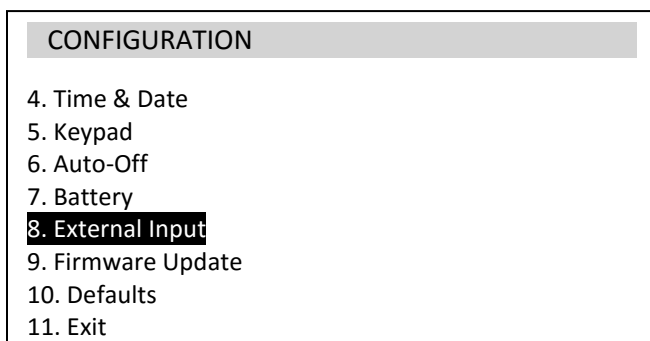 CONFIGURATION
4. Time & Date
5. Keypad
6. Auto-Off
7. Battery
8. External Input
9. Firmware Update
10. Defaults
11. Exit